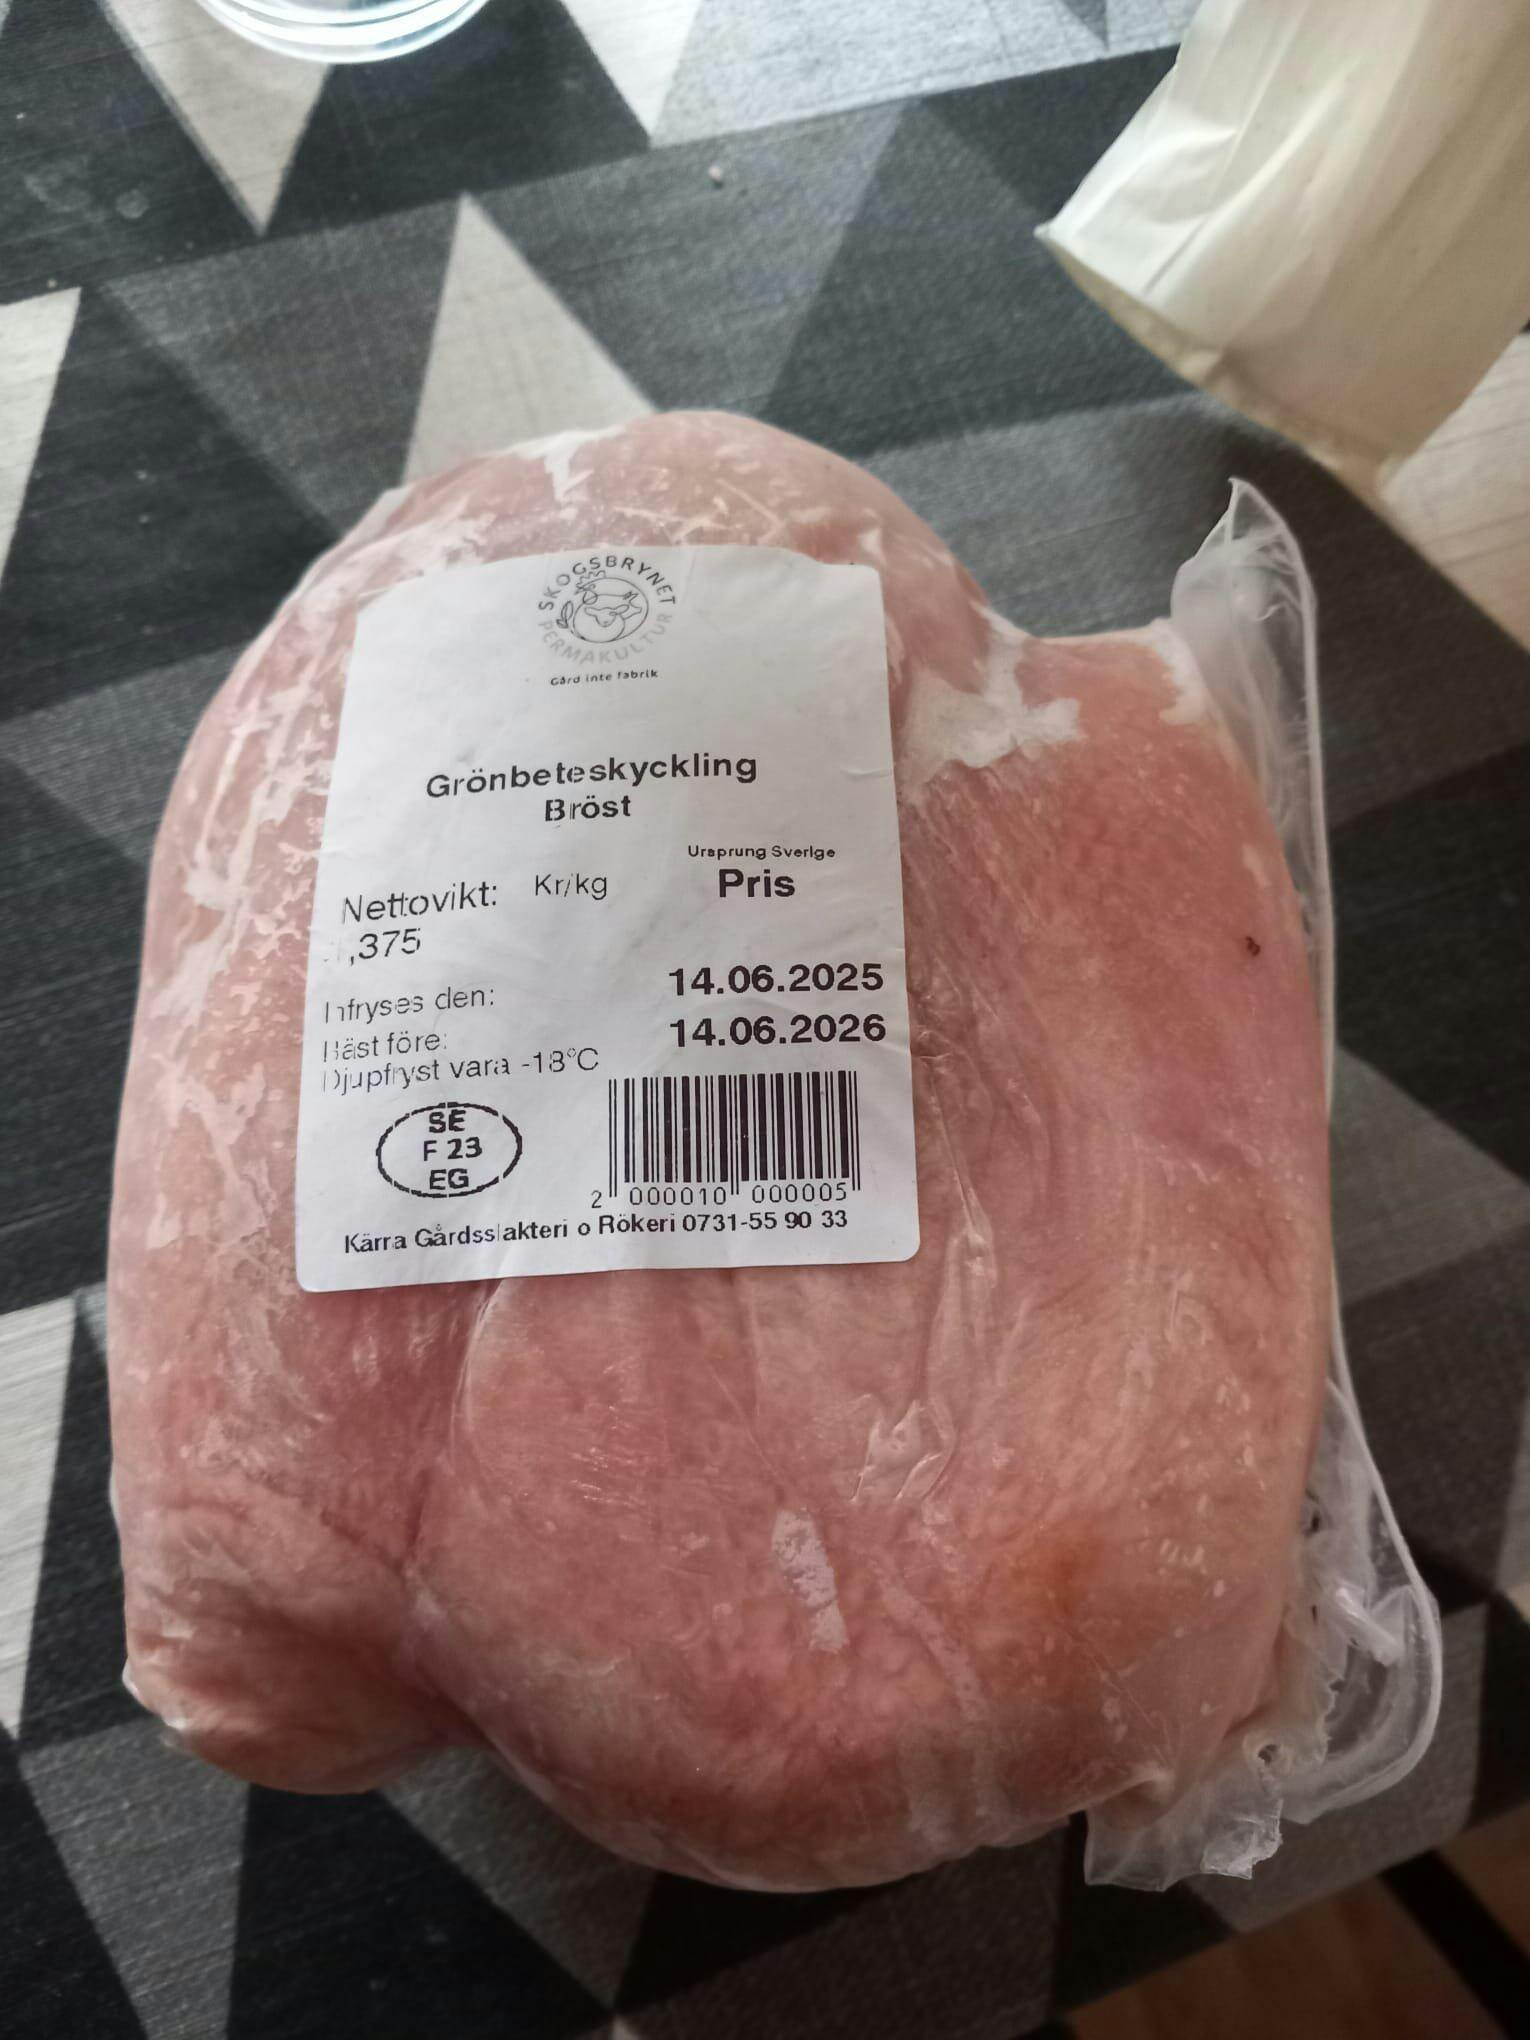 SKOGSBRYNET
PERMAKULTUR
Gård inte fabrik
Grönbeteskyckling
Bröst
Ursprung Sverige
Nettovikt: Kr/kg Pris
,375
Infryses den: 14.06.2025
Bäst före: 14.06.2026
Djupfryst vara -18°C
SE
F 23
EG
2 000010 000005
Kärra Gårdsslakteri o Rökeri 0731-55 90 33